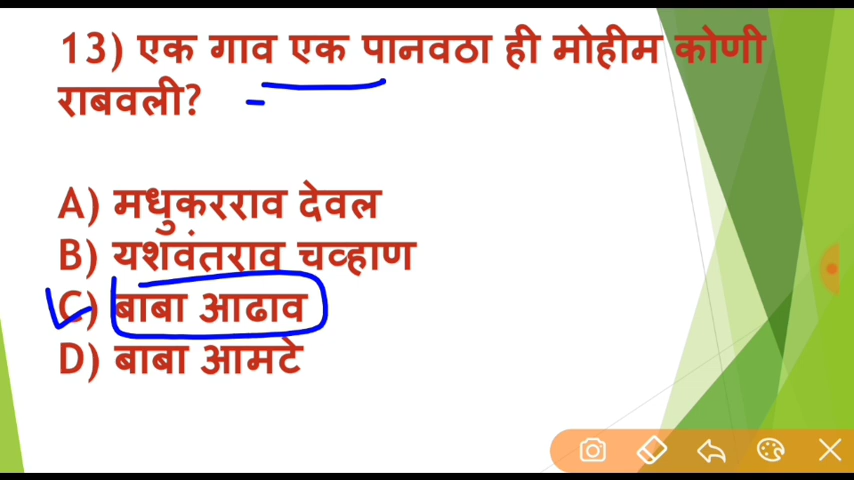 13) एक गाव एक पानवठा ही मोहीम कोणी
राबवली?
A) मधुकरराव देवल
B) यशवंतराव चव्हाण
C) बाबा आढाव
D) बाबा आमटे